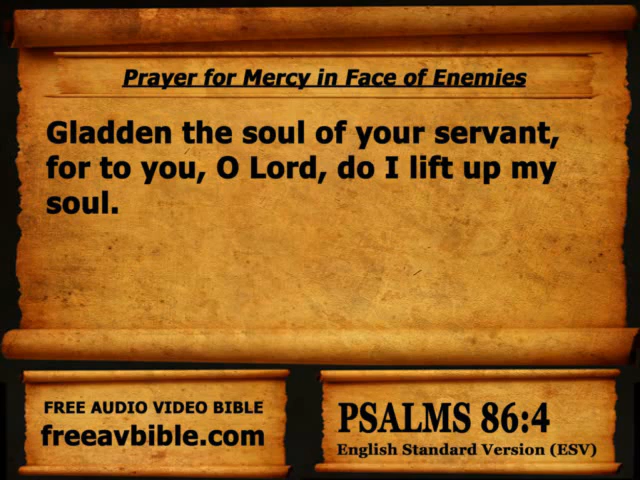 Prayer for Mercy in Face of Enemies
Gladden the soul of your servant,
for to you, O Lord, do I lift up my
soul.
FREE AUDIO VIDEO BIBLE
freeavbible.com
PSALMS 86:4
English Standard Version (ESV)